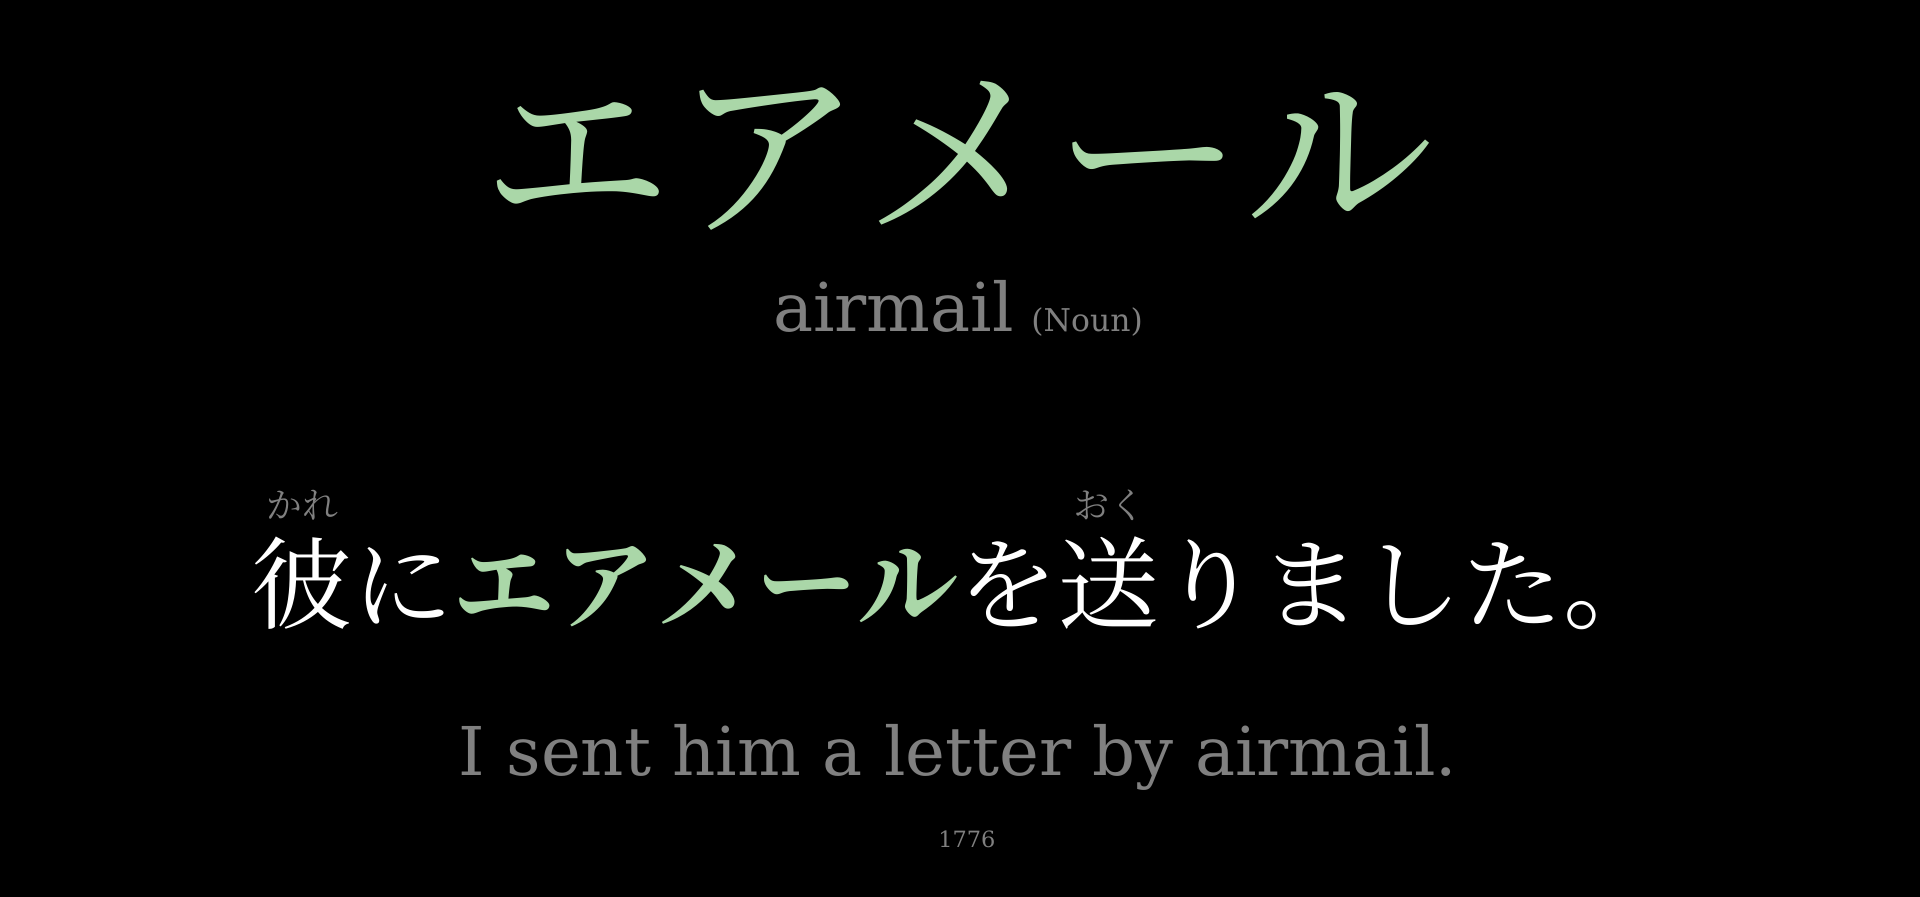 エアメール
airmail (Noun)
かれ おく
彼にエアメールを送りました。
I sent him a letter by airmail.
1776